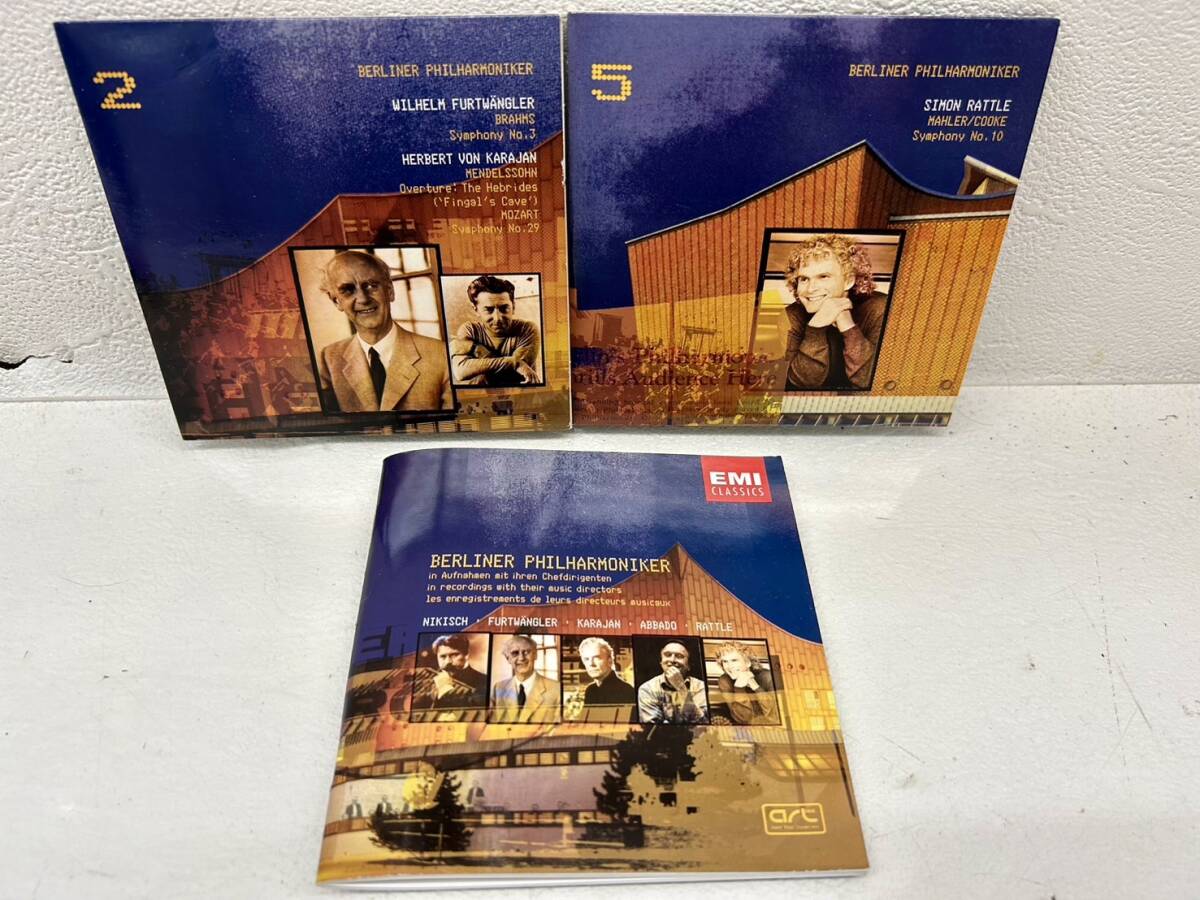 2
BERLINER PHILHARMONIKER
WILHELM FURTWÄNGLER
BRAHMS
Symphony No.3
HERBERT VON KARAJAN
MENDELSSOHN
Overture: The Hebrides
('Fingal's Cave')
MOZART
Symphony No.29
5
BERLINER PHILHARMONIKER
SIMON RATTLE
MAHLER/COOKE
Symphony No.10
Philharmonic
Audience Here
EMI
CLASSICS
BERLINER PHILHARMONIKER
in Aufnahmen mit ihren Chefdirigenten
in recordings with their music directors
les enregistrements de leurs directeurs musicaux
NIKISCH · FURTWÄNGLER · KARAJAN · ABBADO · RATTLE
art